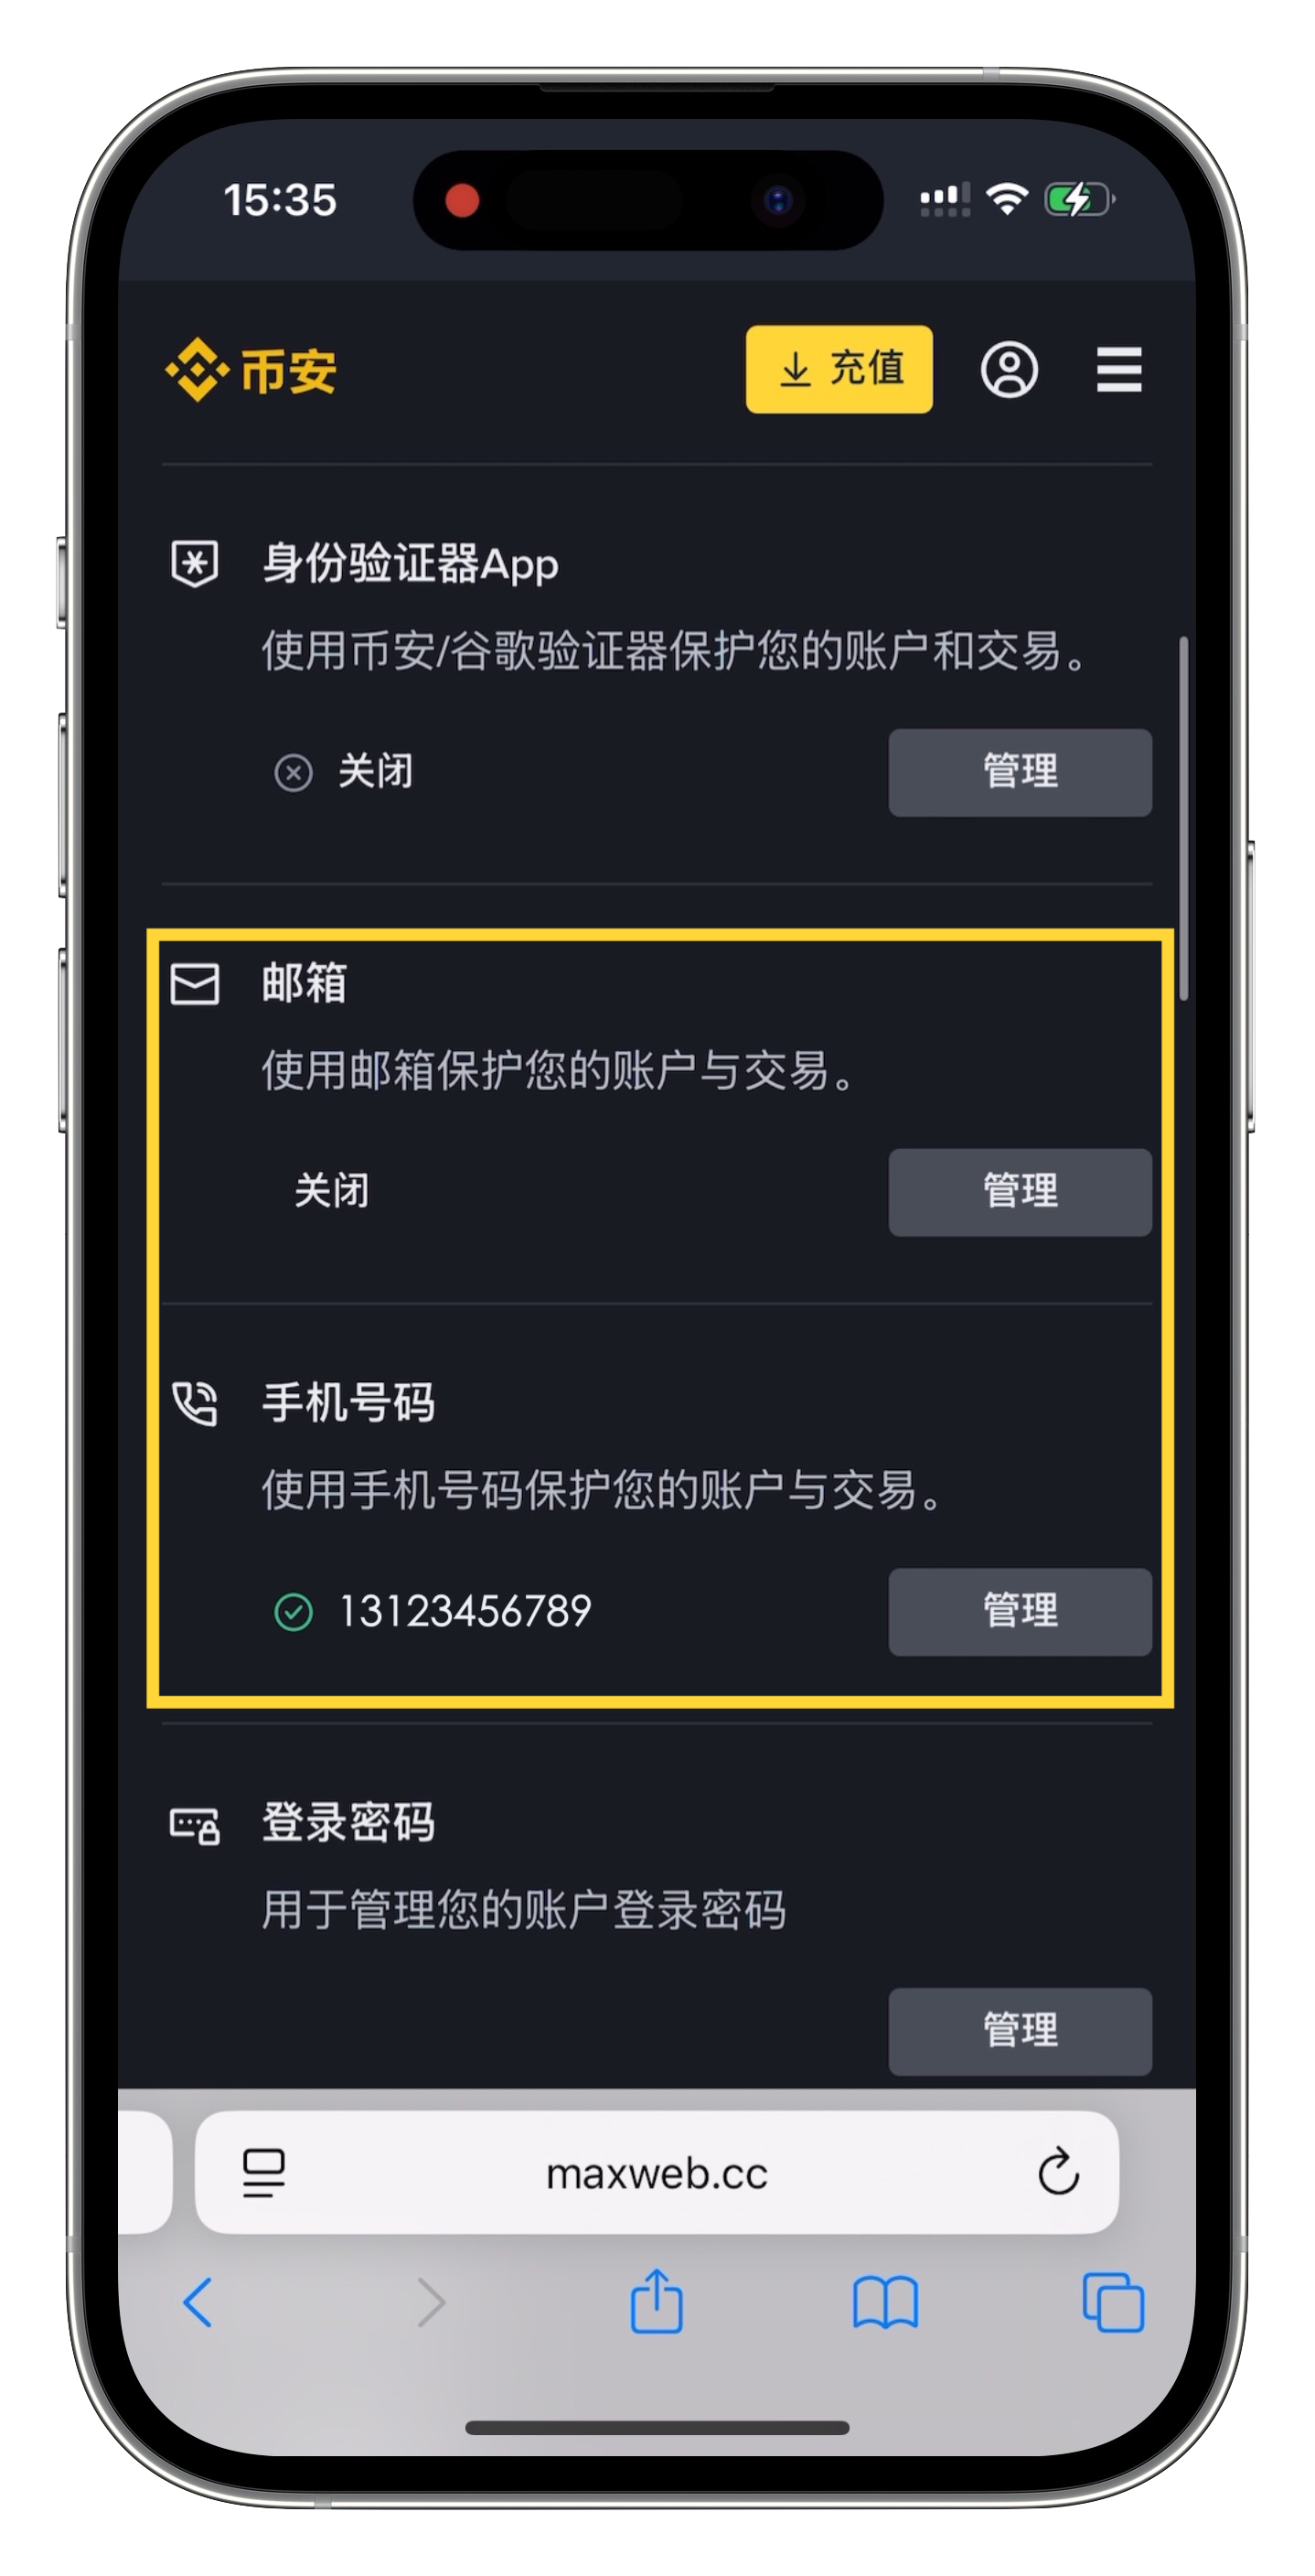 15:35
币安
充值
身份验证器App
使用币安/谷歌验证器保护您的账户和交易。
关闭
管理
邮箱
使用邮箱保护您的账户与交易。
关闭
管理
手机号码
使用手机号码保护您的账户与交易。
13123456789
管理
登录密码
用于管理您的账户登录密码
管理
maxweb.cc